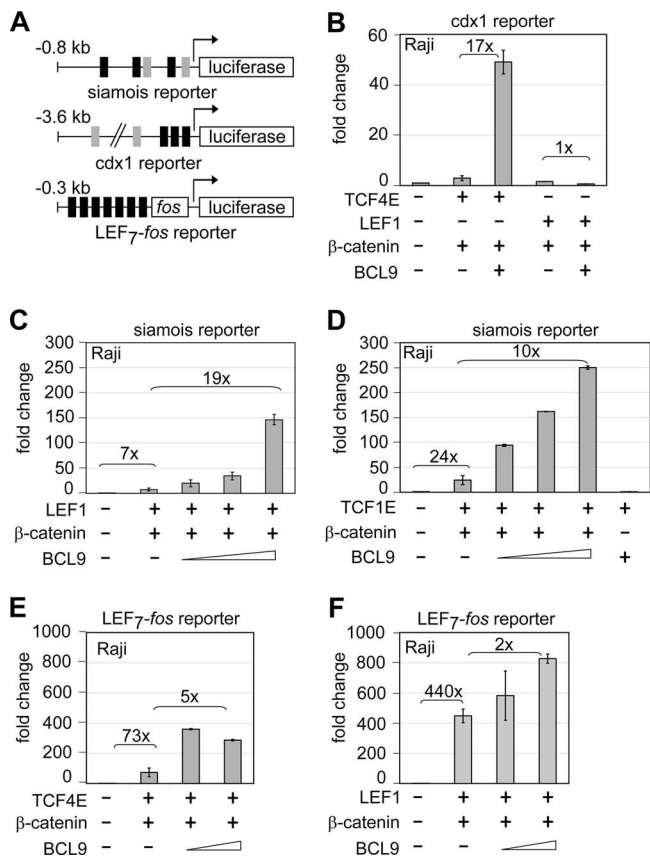 A
-0.8 kb
luciferase
siamois reporter
-3.6 kb
luciferase
cdx1 reporter
-0.3 kb
fos
luciferase
LEF7-fos reporter
B
cdx1 reporter
Raji
17x
1x
fold change
60
40
20
0
TCF4E - + + - -
LEF1 - - - + +
β-catenin - + + + +
BCL9 - - + - +
C
siamois reporter
Raji
19x
7x
fold change
300
250
200
150
100
50
0
LEF1 - + + + +
β-catenin - + + + +
BCL9 - -
D
siamois reporter
Raji
10x
24x
fold change
300
250
200
150
100
50
0
TCF1E - + + + + +
β-catenin - + + + + -
BCL9 - - +
E
LEF7-fos reporter
Raji
5x
73x
fold change
1000
800
600
400
200
0
TCF4E - + + +
β-catenin - + + +
BCL9 - -
F
LEF7-fos reporter
Raji
2x
440x
fold change
1000
800
600
400
200
0
LEF1 - + + +
β-catenin - + + +
BCL9 - -